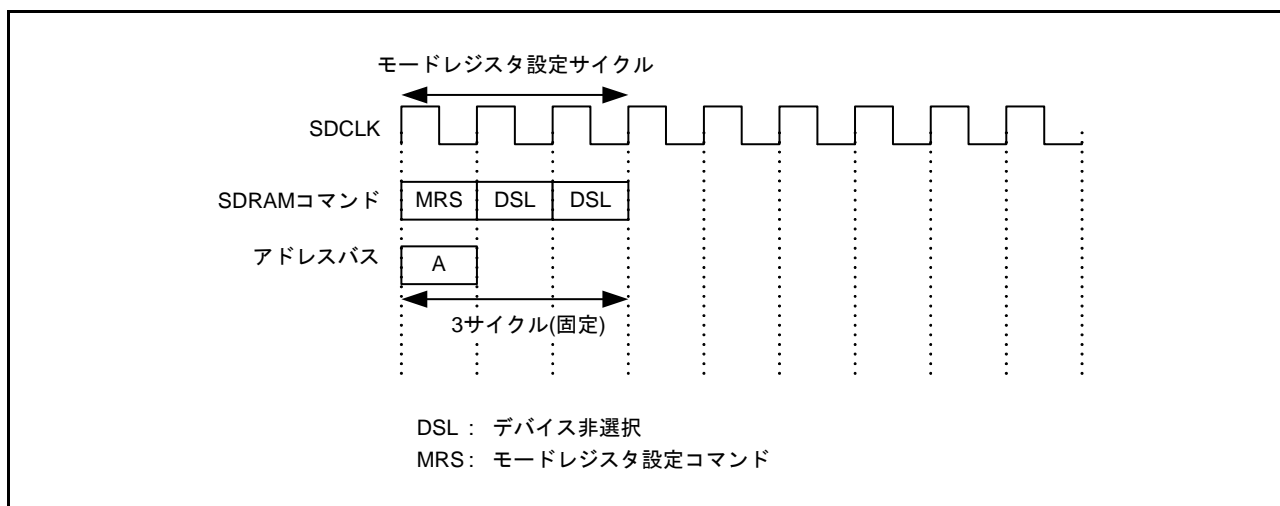 モードレジスタ設定サイクル
SDCLK
SDRAMコマンド MRS DSL DSL
アドレスバス A
3サイクル(固定)
DSL : デバイス非選択
MRS : モードレジスタ設定コマンド